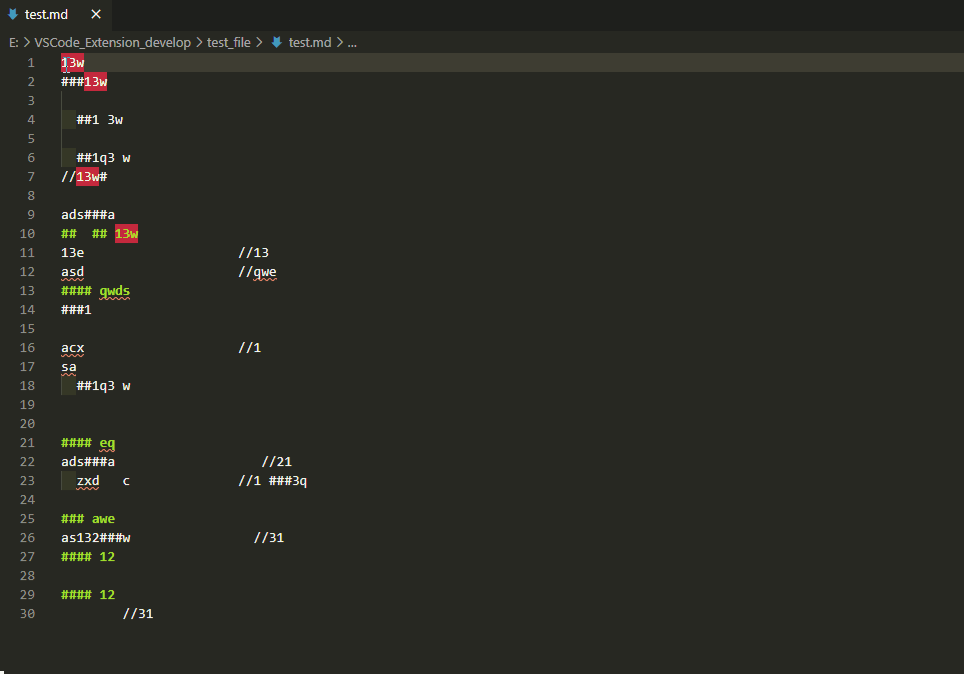 test.md
E: > VSCode_Extension_develop > test_file > test.md > ...
1 13w
2 ###13w
3
4 ##1 3w
5
6 ##1q3 w
7 //13w#
8
9 ads###a
10 ## ## 13w
11 13e //13
12 asd //qwe
13 #### qwds
14 ###1
15
16 acx //1
17 sa
18 ##1q3 w
19
20
21 #### eq
22 ads###a //21
23 zxd c //1 ###3q
24
25 ### awe
26 as132###w //31
27 #### 12
28
29 #### 12
30 //31